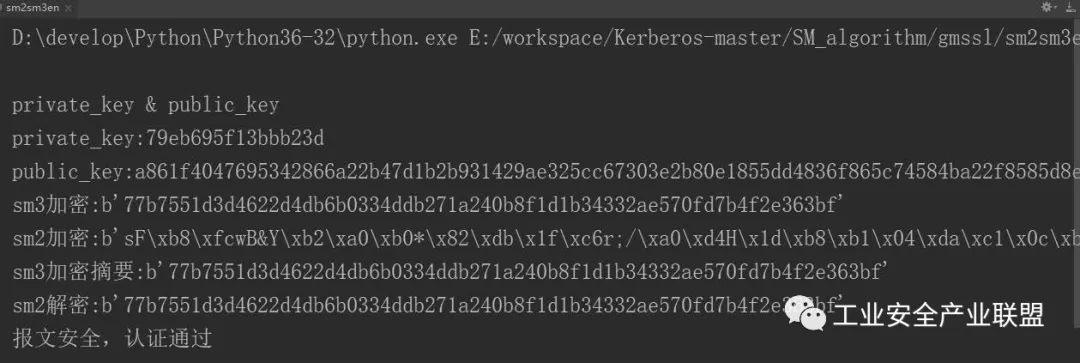 sm2sm3en
D:\develop\Python\Python36-32\python.exe E:/workspace/Kerberos-master/SM_algorithm/gmssl/sm2sm3e
private_key & public_key
private_key:79eb695f13bbb23d
public_key:a861f4047695342866a22b47d1b2b931429ae325cc67303e2b80e1855dd4836f865c74584ba22f8585d8e
sm3加密:b'77b7551d3d4622d4db6b0334ddb271a240b8f1d1b34332ae570fd7b4f2e363bf'
sm2加密:b'sF\xb8\xfcwB&Y\xb2\xa0\xb0*\x82\xdb\x1f\xc6r;/\xa0\xd4H\x1d\xb8\xb1\x04\xda\xc1\x0c\xb
sm3加密摘要:b'77b7551d3d4622d4db6b0334ddb271a240b8f1d1b34332ae570fd7b4f2e363bf'
sm2解密:b'77b7551d3d4622d4db6b0334ddb271a240b8f1d1b34332ae570fd7b4f2e363bf'
工业安全产业联盟
报文安全，认证通过